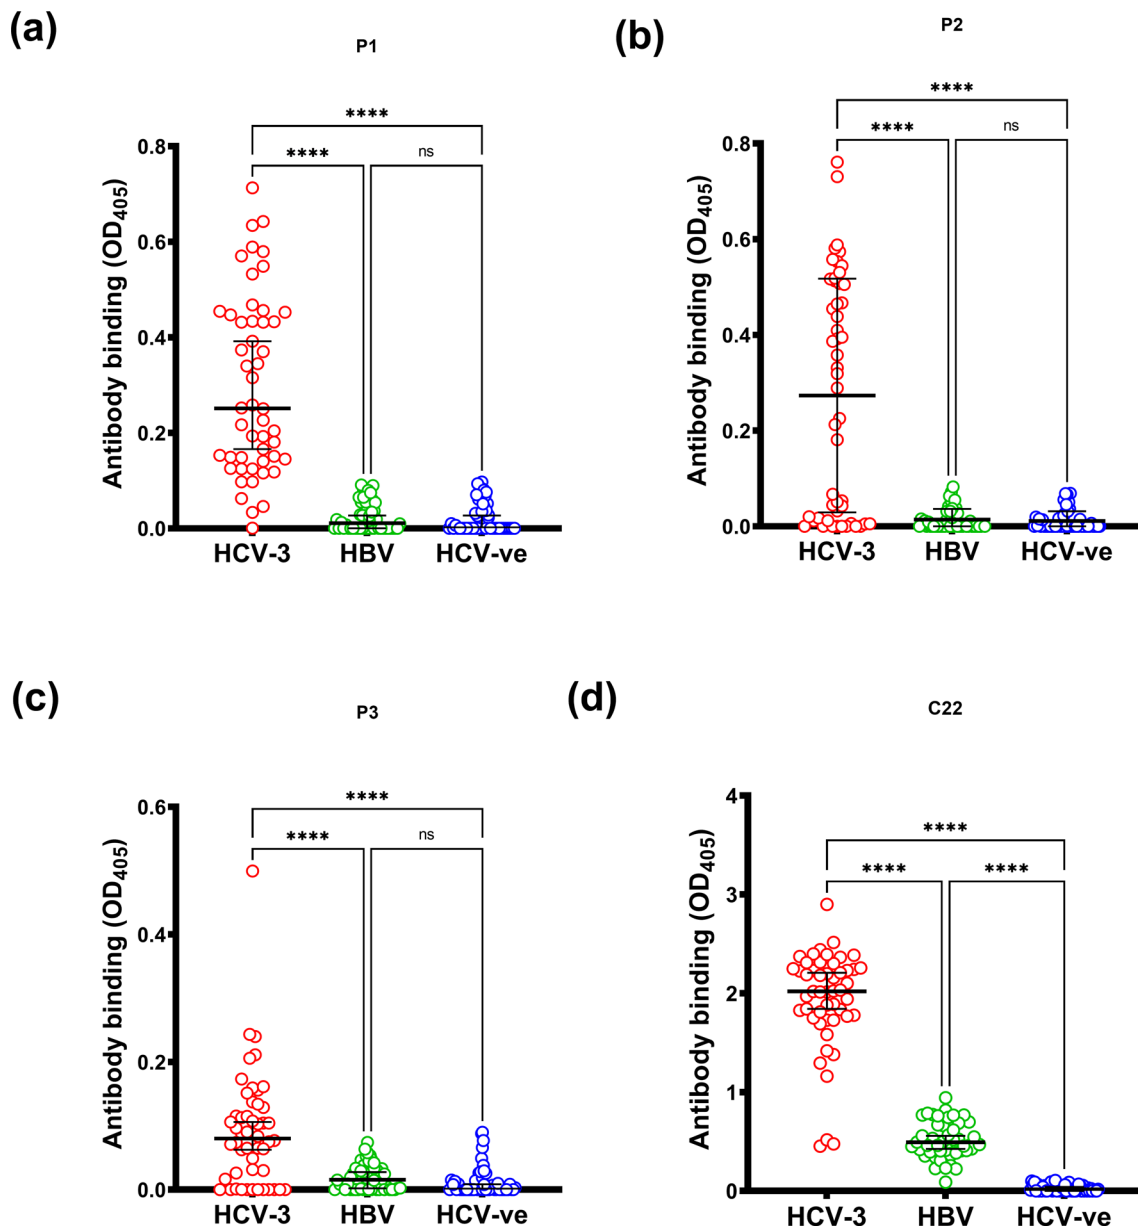 (a)
P1
****
****
ns
Antibody binding (OD405)
0.8
0.6
0.4
0.2
0.0
HCV-3
HBV
HCV-ve
(b)
P2
****
****
ns
Antibody binding (OD405)
0.8
0.6
0.4
0.2
0.0
HCV-3
HBV
HCV-ve
(c)
P3
****
****
ns
Antibody binding (OD405)
0.6
0.4
0.2
0.0
HCV-3
HBV
HCV-ve
(d)
C22
****
****
****
Antibody binding (OD405)
4
3
2
1
0
HCV-3
HBV
HCV-ve